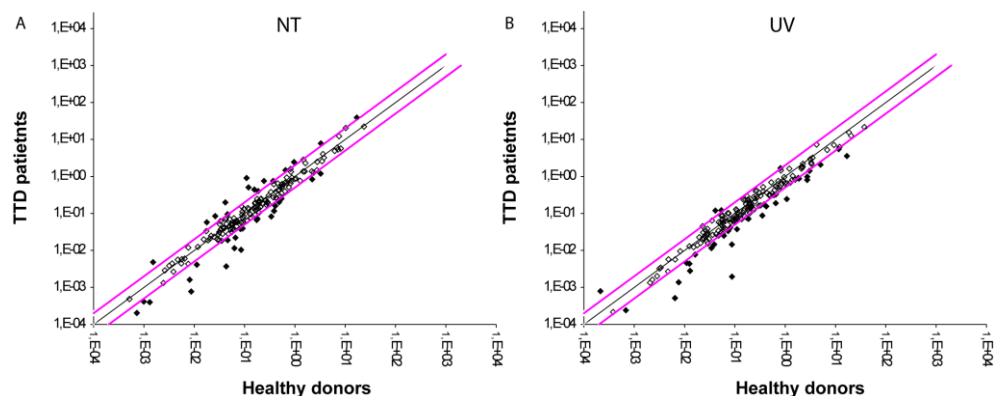 A
NT
1,E+04
1,E+03
1,E+02
1,E+01
1,E+00
1,E-01
1,E-02
1,E-03
1,E-04
TTD patietnts
1,E-04 1,E-03 1,E-02 1,E-01 1,E+00 1,E+01 1,E+02 1,E+03 1,E+04
Healthy donors
B
UV
1,E+04
1,E+03
1,E+02
1,E+01
1,E+00
1,E-01
1,E-02
1,E-03
1,E-04
TTD patietnts
1,E-04 1,E-03 1,E-02 1,E-01 1,E+00 1,E+01 1,E+02 1,E+03 1,E+04
Healthy donors